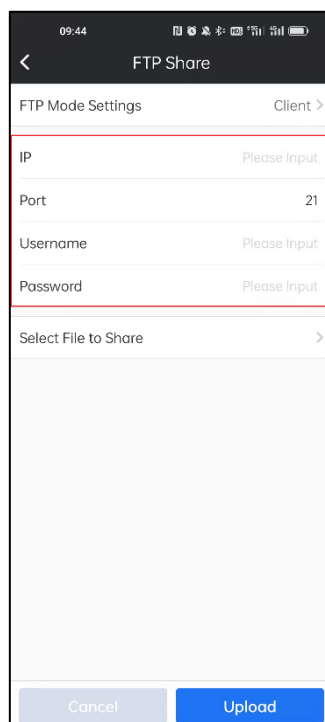 09:44
FTP Share
FTP Mode Settings Client
IP Please Input
Port 21
Username Please Input
Password Please Input
Select File to Share
Cancel Upload